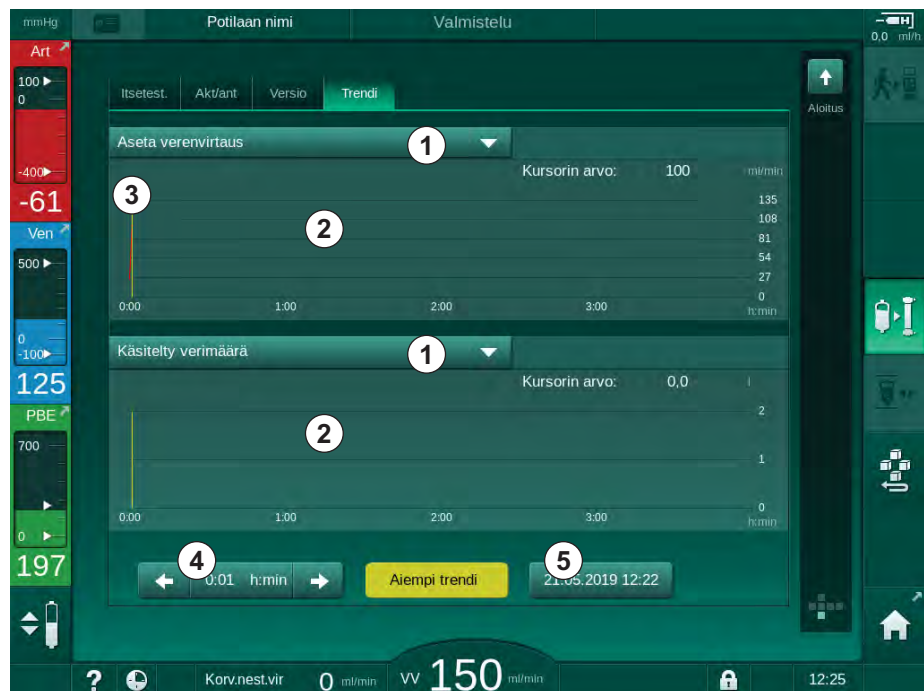 mmHg
Potilaan nimi
Valmistelu
0,0 ml/h
Art
100
0
-400
-61
Ven
500
0
-100
125
PBE
700
0
197
Itsetest.
Akt/ant
Versio
Trendi
Aloitus
Aseta verenvirtaus
1
Kursorin arvo: 100 ml/min
3
2
135
108
81
54
27
0
0:00 1:00 2:00 3:00 h:min
Käsitelty verimäärä
1
Kursorin arvo: 0,0 l
2
2
1
0
0:00 1:00 2:00 3:00 h:min
4
5
0:01 h:min
Aiempi trendi
21.05.2019 12:22
? Korv.nest.vir 0 ml/min VV 150 ml/min 12:25